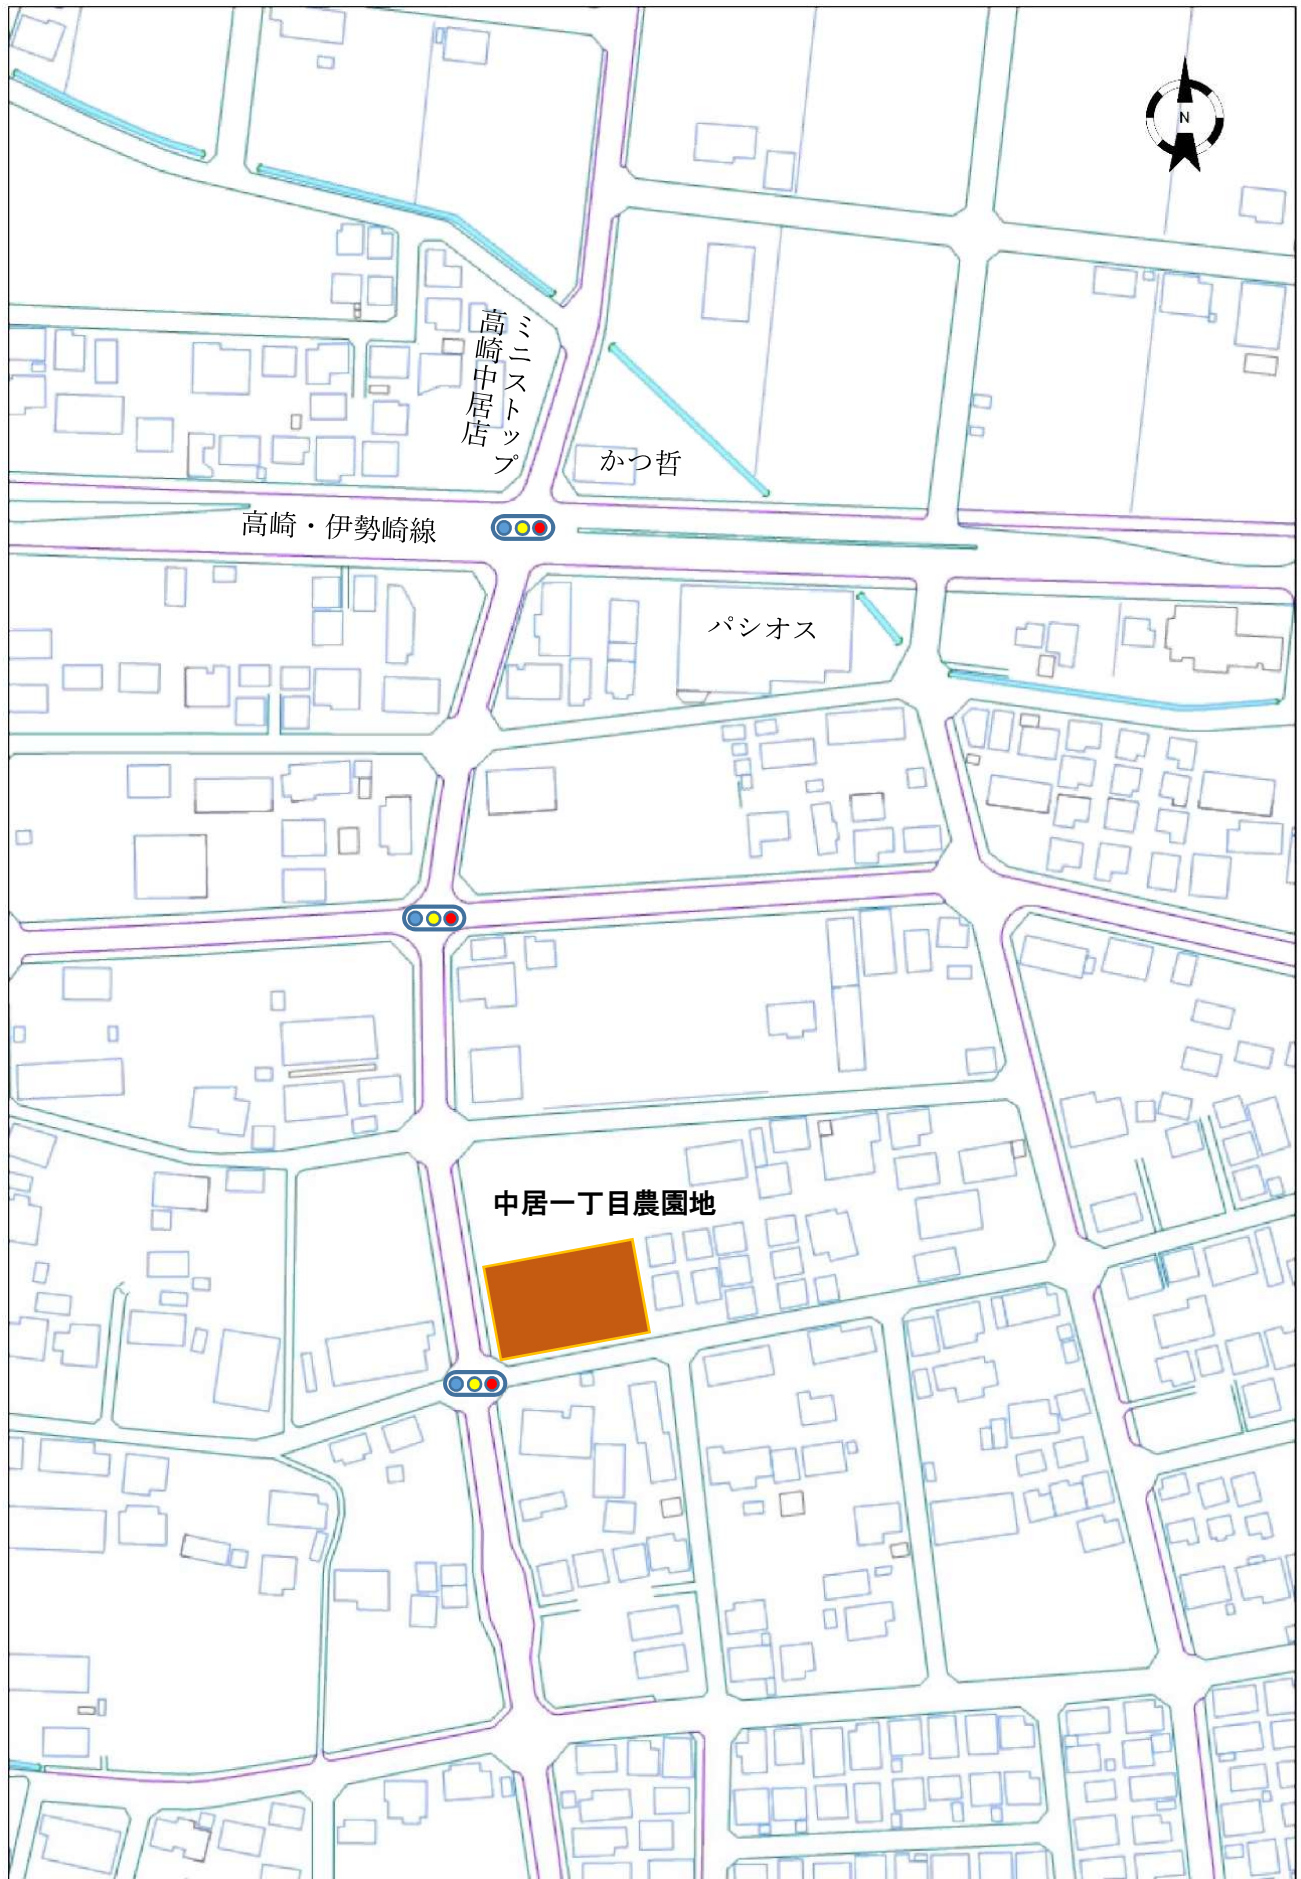 N
ミニストップ
高崎中居店
かつ哲
高崎・伊勢崎線
パシオス
中居一丁目農園地